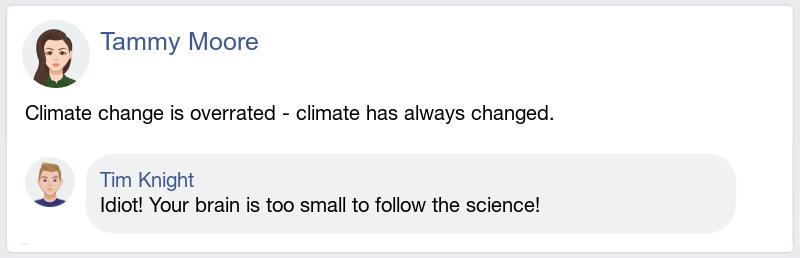 Tammy Moore
Climate change is overrated - climate has always changed.
Tim Knight
Idiot! Your brain is too small to follow the science!